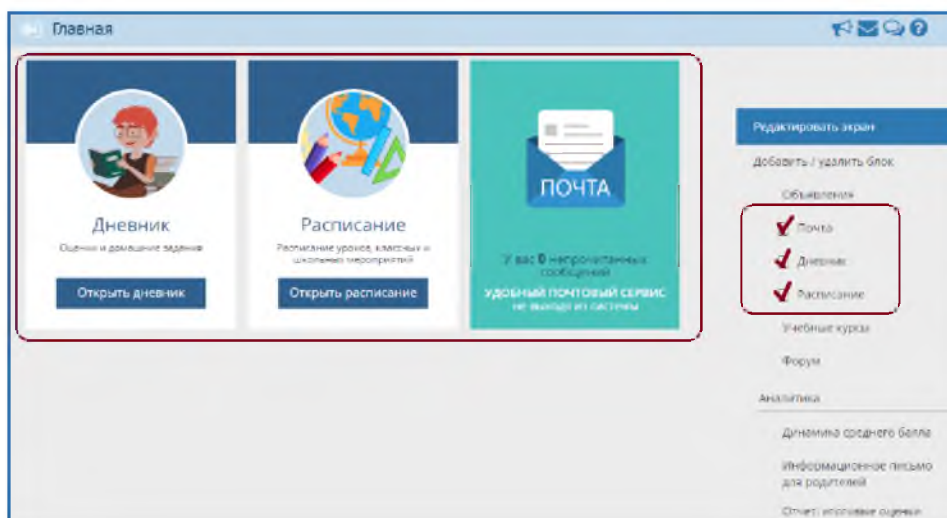 Главная
Дневник
Оценки и домашние задания
Открыть дневник
Расписание
Расписание уроков, классных и
школьных мероприятий
Открыть расписание
ПОЧТА
У вас 0 непрочитанных
сообщений
УДОБНЫЙ ПОЧТОВЫЙ СЕРВИС
не выходя из системы
Редактировать экран
Добавить / удалить блок
Объявления
Почта
Дневник
Расписание
Учебные курсы
Форум
Аналитика
Динамика среднего балла
Информационное письмо
для родителей
Отчет: итоговые оценки